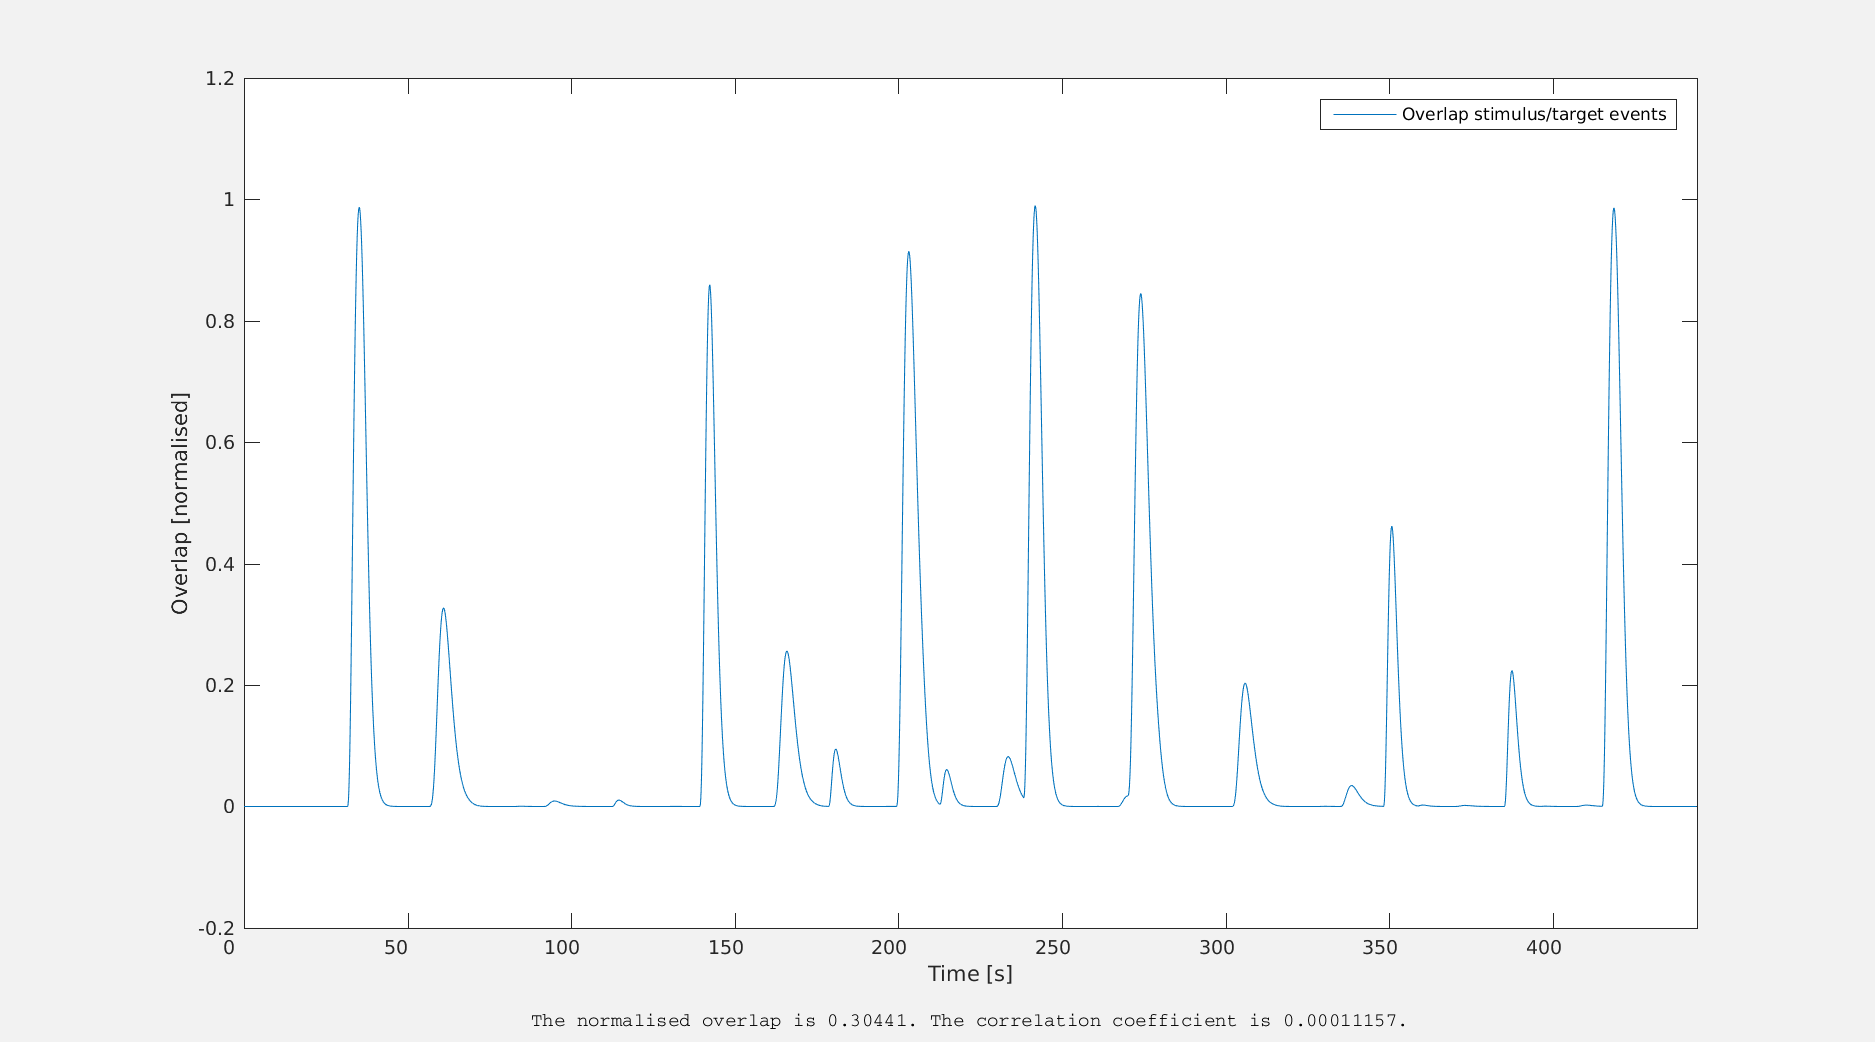 1.2
Overlap stimulus/target events
1
0.8
0.6
0.4
0.2
0
-0.2
Overlap [normalised]
0 50 100 150 200 250 300 350 400
Time [s]
The normalised overlap is 0.30441. The correlation coefficient is 0.00011157.